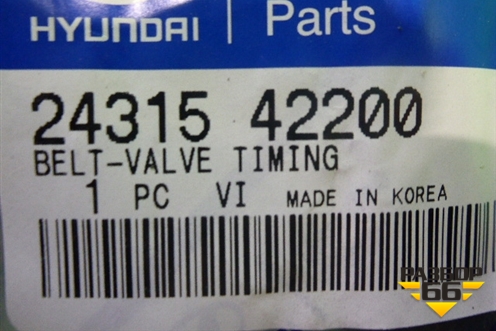 HYUNDAI | Parts
24315 42200
BELT-VALVE TIMING
1 PC VI MADE IN KOREA
РАЗБОР
66